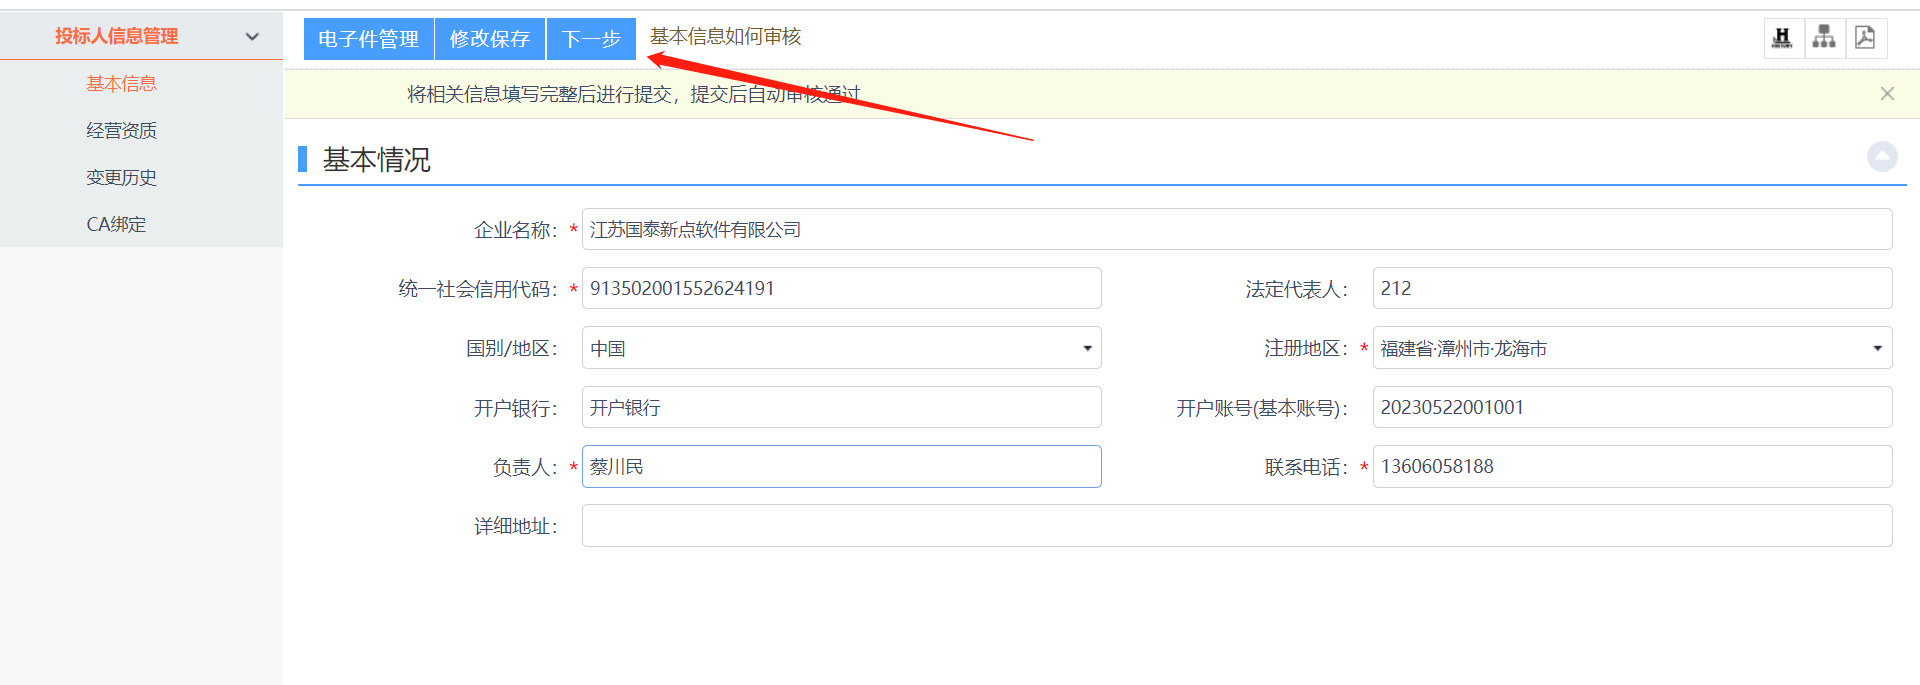 投标人信息管理
基本信息
经营资质
变更历史
CA绑定
电子件管理 修改保存 下一步 基本信息如何审核
H
HISTORY
将相关信息填写完整后进行提交，提交后自动审核通过
基本情况
企业名称：* 江苏国泰新点软件有限公司
统一社会信用代码：* 913502001552624191 法定代表人： 212
国别/地区： 中国 注册地区：* 福建省·漳州市·龙海市
开户银行： 开户银行 开户账号(基本账号)： 20230522001001
负责人：* 蔡川民 联系电话：* 13606058188
详细地址：